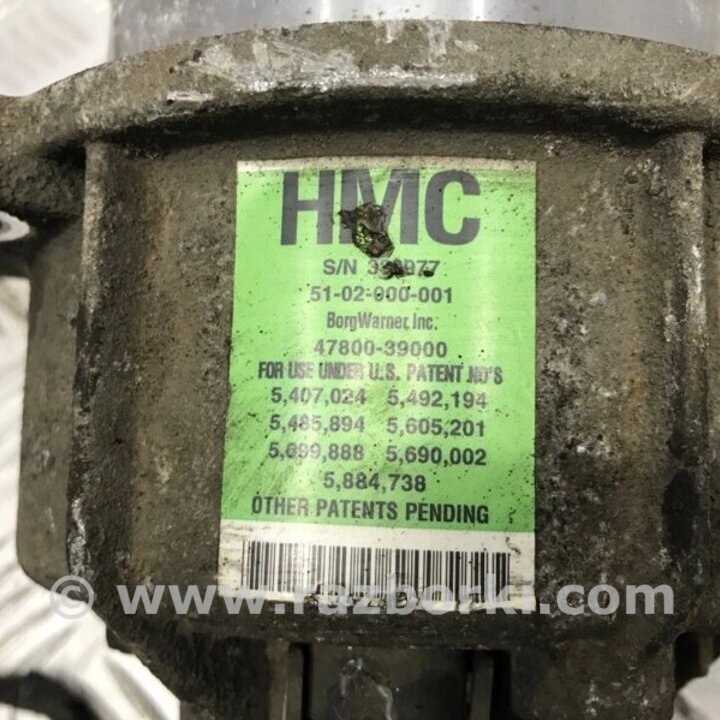 HMC
S/N
51-02-000-001
BorgWarner, Inc.
47800-39000
FOR USE UNDER U.S. PATENT NO'S
5,407,024 5,492,194
5,485,894 5,605,201
5,699,888 5,690,002
5,884,738
OTHER PATENTS PENDING
© www.razborki.com